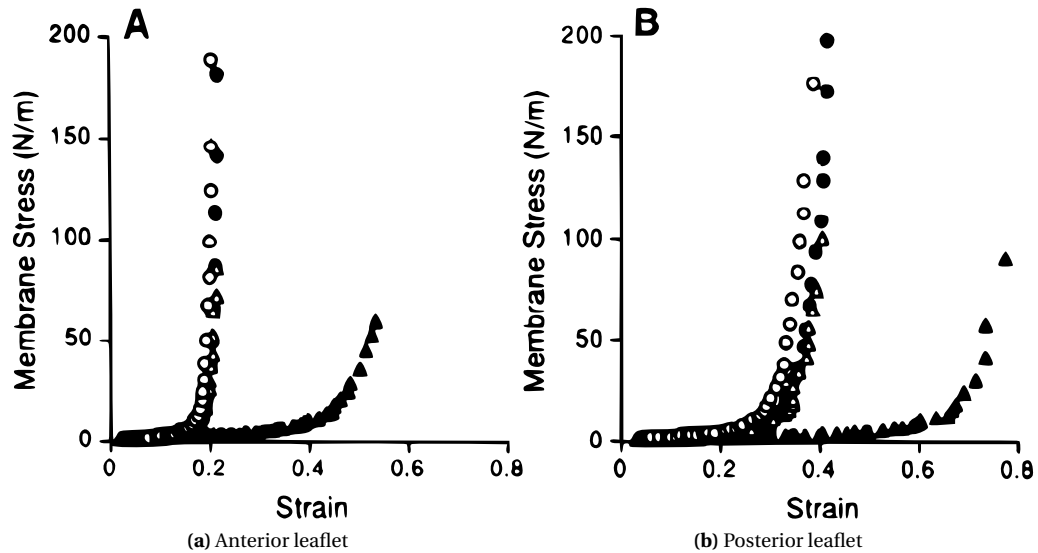 A
B
Membrane Stress (N/m)
200
150
100
50
0
0
0.2
0.4
0.6
0.8
Strain
Membrane Stress (N/m)
200
150
100
50
0
0
0.2
0.4
0.6
0.8
Strain
(a) Anterior leaflet
(b) Posterior leaflet